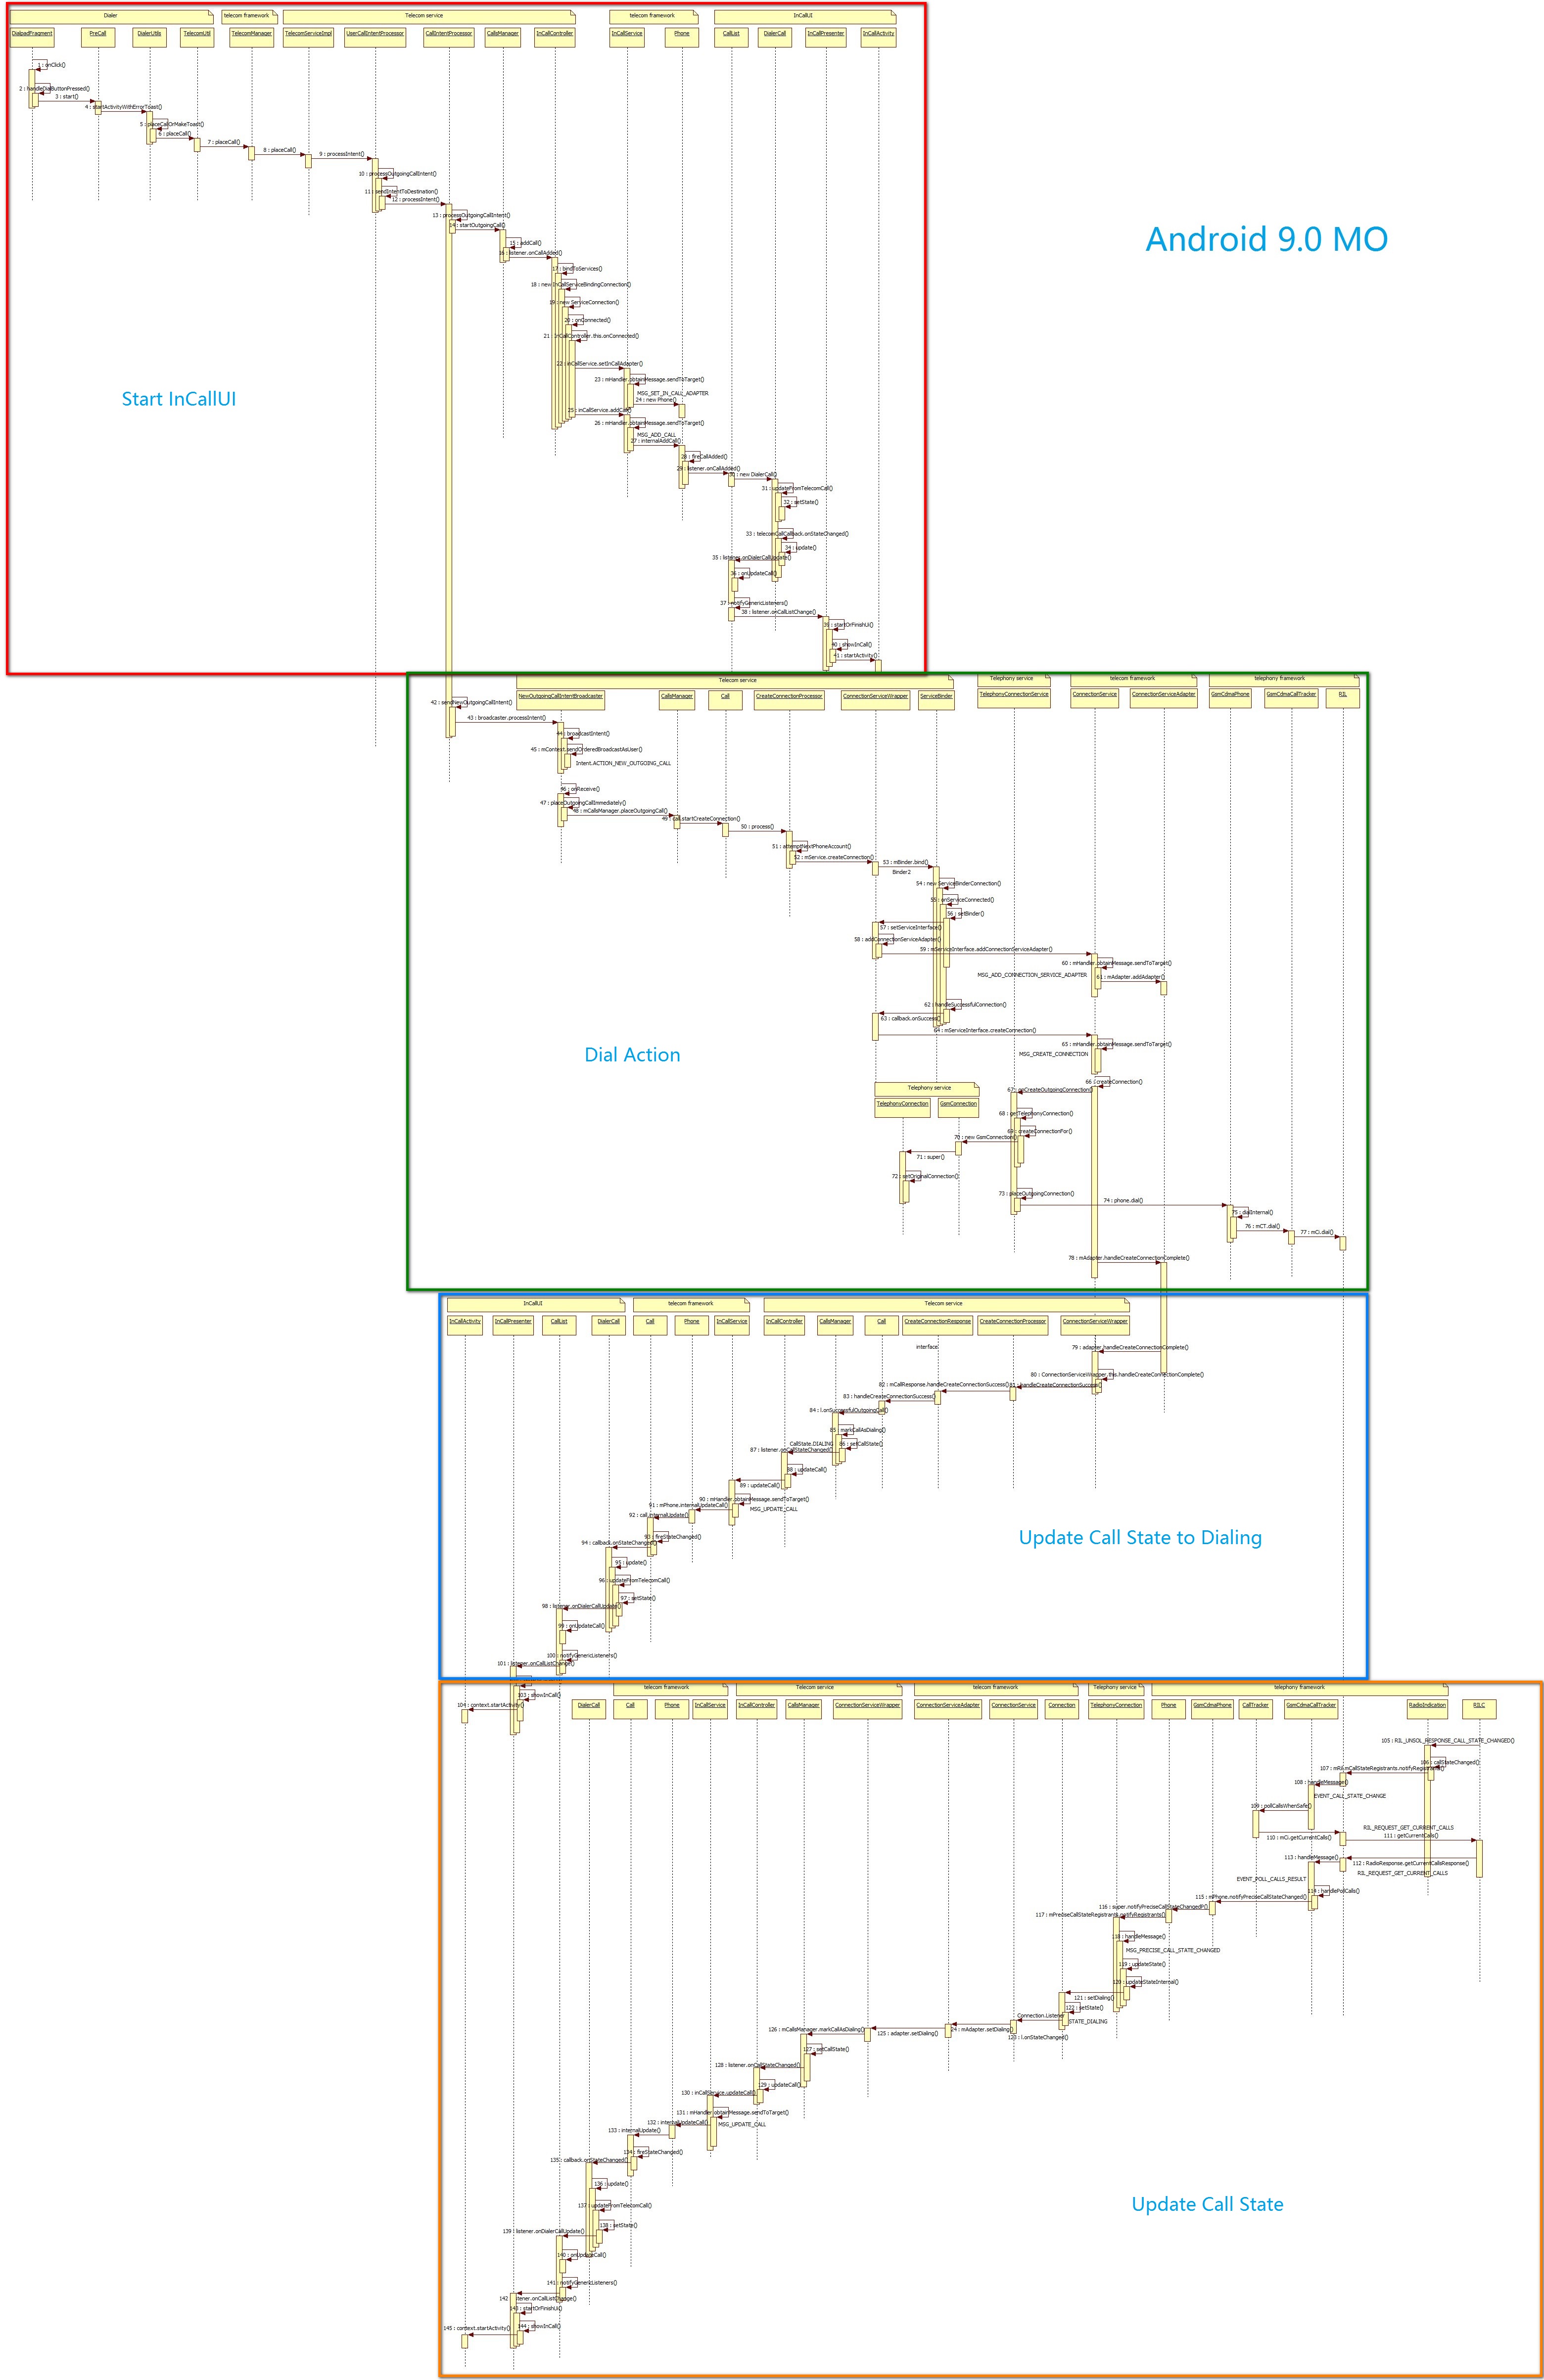 Dialer
telecom framework
Telecom service
telecom framework
InCallUI
DialpadFragment
PreCall
DialerUtils
TelecomUtil
TelecomManager
TelecomServiceImpl
UserCallIntentProcessor
CallIntentProcessor
CallsManager
InCallController
InCallService
Phone
CallList
DialerCall
InCallPresenter
InCallActivity
1 : onClick()
2 : handleDialButtonPressed()
3 : start()
4 : startActivityWithErrorToast()
5 : placeCallOrMakeToast()
6 : placeCall()
7 : placeCall()
8 : placeCall()
9 : processIntent()
10 : processOutgoingCallIntent()
11 : sendIntentToDestination()
12 : processIntent()
13 : processOutgoingCallIntent()
14 : startOutgoingCall()
15 : addCall()
16 : listener.onCallAdded()
17 : bindToServices()
18 : new InCallServiceBindingConnection()
19 : new ServiceConnection()
20 : onConnected()
21 : InCallController.this.onConnected()
22 : inCallService.setInCallAdapter()
23 : mHandler.obtainMessage.sendToTarget()
MSG_SET_IN_CALL_ADAPTER
24 : new Phone()
25 : inCallService.addCall()
26 : mHandler.obtainMessage.sendToTarget()
MSG_ADD_CALL
27 : internalAddCall()
28 : fireCallAdded()
29 : listener.onCallAdded()
30 : new DialerCall()
31 : updateFromTelecomCall()
32 : setState()
33 : telecomCallCallback.onStateChanged()
34 : update()
35 : listener.onDialerCallUpdate()
36 : onUpdateCall()
37 : notifyGenericListeners()
38 : listener.onCallListChange()
39 : startOrFinishUi()
40 : showInCall()
41 : startActivity()
Android 9.0 MO
Start InCallUI
Telecom service
Telephony service
telecom framework
telephony framework
NewOutgoingCallIntentBroadcaster
CallsManager
Call
CreateConnectionProcessor
ConnectionServiceWrapper
ServiceBinder
TelephonyConnectionService
ConnectionService
ConnectionServiceAdapter
GsmCdmaPhone
GsmCdmaCallTracker
RIL
42 : sendNewOutgoingCallIntent()
43 : broadcaster.processIntent()
44 : broadcastIntent()
45 : mContext.sendOrderedBroadcastAsUser()
Intent.ACTION_NEW_OUTGOING_CALL
46 : onReceive()
47 : placeOutgoingCallImmediately()
48 : mCallsManager.placeOutgoingCall()
49 : call.startCreateConnection()
50 : process()
51 : attemptNextPhoneAccount()
52 : mService.createConnection()
53 : mBinder.bind()
Binder2
54 : new ServiceBinderConnection()
55 : onServiceConnected()
56 : setBinder()
57 : setServiceInterface()
58 : addConnectionServiceAdapter()
59 : mServiceInterface.addConnectionServiceAdapter()
60 : mHandler.obtainMessage.sendToTarget()
MSG_ADD_CONNECTION_SERVICE_ADAPTER
61 : mAdapter.addAdapter()
62 : handleSuccessfulConnection()
63 : callback.onSuccess()
64 : mServiceInterface.createConnection()
65 : mHandler.obtainMessage.sendToTarget()
MSG_CREATE_CONNECTION
66 : createConnection()
67 : onCreateOutgoingConnection()
Dial Action
Telephony service
TelephonyConnection
GsmConnection
68 : getTelephonyConnection()
69 : createConnectionFor()
70 : new GsmConnection()
71 : super()
72 : setOriginalConnection()
73 : placeOutgoingConnection()
74 : phone.dial()
75 : dialInternal()
76 : mCT.dial()
77 : mCi.dial()
78 : mAdapter.handleCreateConnectionComplete()
InCallUI
telecom framework
Telecom service
InCallActivity
InCallPresenter
CallList
DialerCall
Call
Phone
InCallService
InCallController
CallsManager
Call
CreateConnectionResponse
CreateConnectionProcessor
ConnectionServiceWrapper
interface
79 : adapter.handleCreateConnectionComplete()
80 : ConnectionServiceWrapper.this.handleCreateConnectionComplete()
81 : handleCreateConnectionSuccess()
82 : mCallResponse.handleCreateConnectionSuccess()
83 : handleCreateConnectionSuccess()
84 : l.onSuccessfulOutgoingCall()
85 : markCallAsDialing()
CallState.DIALING
86 : setCallState()
87 : listener.onCallStateChanged()
88 : updateCall()
89 : updateCall()
90 : mHandler.obtainMessage.sendToTarget()
MSG_UPDATE_CALL
91 : mPhone.internalUpdateCall()
92 : call.internalUpdate()
93 : fireStateChanged()
94 : callback.onStateChanged()
95 : update()
96 : updateFromTelecomCall()
97 : setState()
98 : listener.onDialerCallUpdate()
99 : onUpdateCall()
100 : notifyGenericListeners()
101 : listener.onCallListChange()
Update Call State to Dialing
103 : showInCall()
104 : context.startActivity()
telecom framework
Telecom service
telecom framework
Telephony service
telephony framework
DialerCall
Call
Phone
InCallService
InCallController
CallsManager
ConnectionServiceWrapper
ConnectionServiceAdapter
ConnectionService
Connection
TelephonyConnection
Phone
GsmCdmaPhone
CallTracker
GsmCdmaCallTracker
RadioIndication
RILC
105 : RIL_UNSOL_RESPONSE_CALL_STATE_CHANGED()
106 : callStateChanged()
107 : mRil.mCallStateRegistrants.notifyRegistrants()
108 : handleMessage()
EVENT_CALL_STATE_CHANGE
109 : pollCallsWhenSafe()
110 : mCi.getCurrentCalls()
RIL_REQUEST_GET_CURRENT_CALLS
111 : getCurrentCalls()
112 : RadioResponse.getCurrentCallsResponse()
RIL_REQUEST_GET_CURRENT_CALLS
113 : handleMessage()
EVENT_POLL_CALLS_RESULT
114 : handlePollCalls()
115 : mPhone.notifyPreciseCallStateChanged()
116 : super.notifyPreciseCallStateChangedP()
117 : mPreciseCallStateRegistrants.notifyRegistrants()
118 : handleMessage()
MSG_PRECISE_CALL_STATE_CHANGED
119 : updateState()
120 : updateStateInternal()
121 : setDialing()
122 : setState()
STATE_DIALING
Connection.Listener
123 : l.onStateChanged()
124 : mAdapter.setDialing()
125 : adapter.setDialing()
126 : mCallsManager.markCallAsDialing()
127 : setCallState()
128 : listener.onCallStateChanged()
129 : updateCall()
130 : inCallService.updateCall()
131 : mHandler.obtainMessage.sendToTarget()
MSG_UPDATE_CALL
132 : internalUpdateCall()
133 : internalUpdate()
134 : fireStateChanged()
135 : callback.onStateChanged()
136 : update()
137 : updateFromTelecomCall()
138 : setState()
139 : listener.onDialerCallUpdate()
140 : onUpdateCall()
141 : notifyGenericListeners()
142 : listener.onCallListChange()
143 : startOrFinishUi()
144 : showInCall()
145 : context.startActivity()
Update Call State